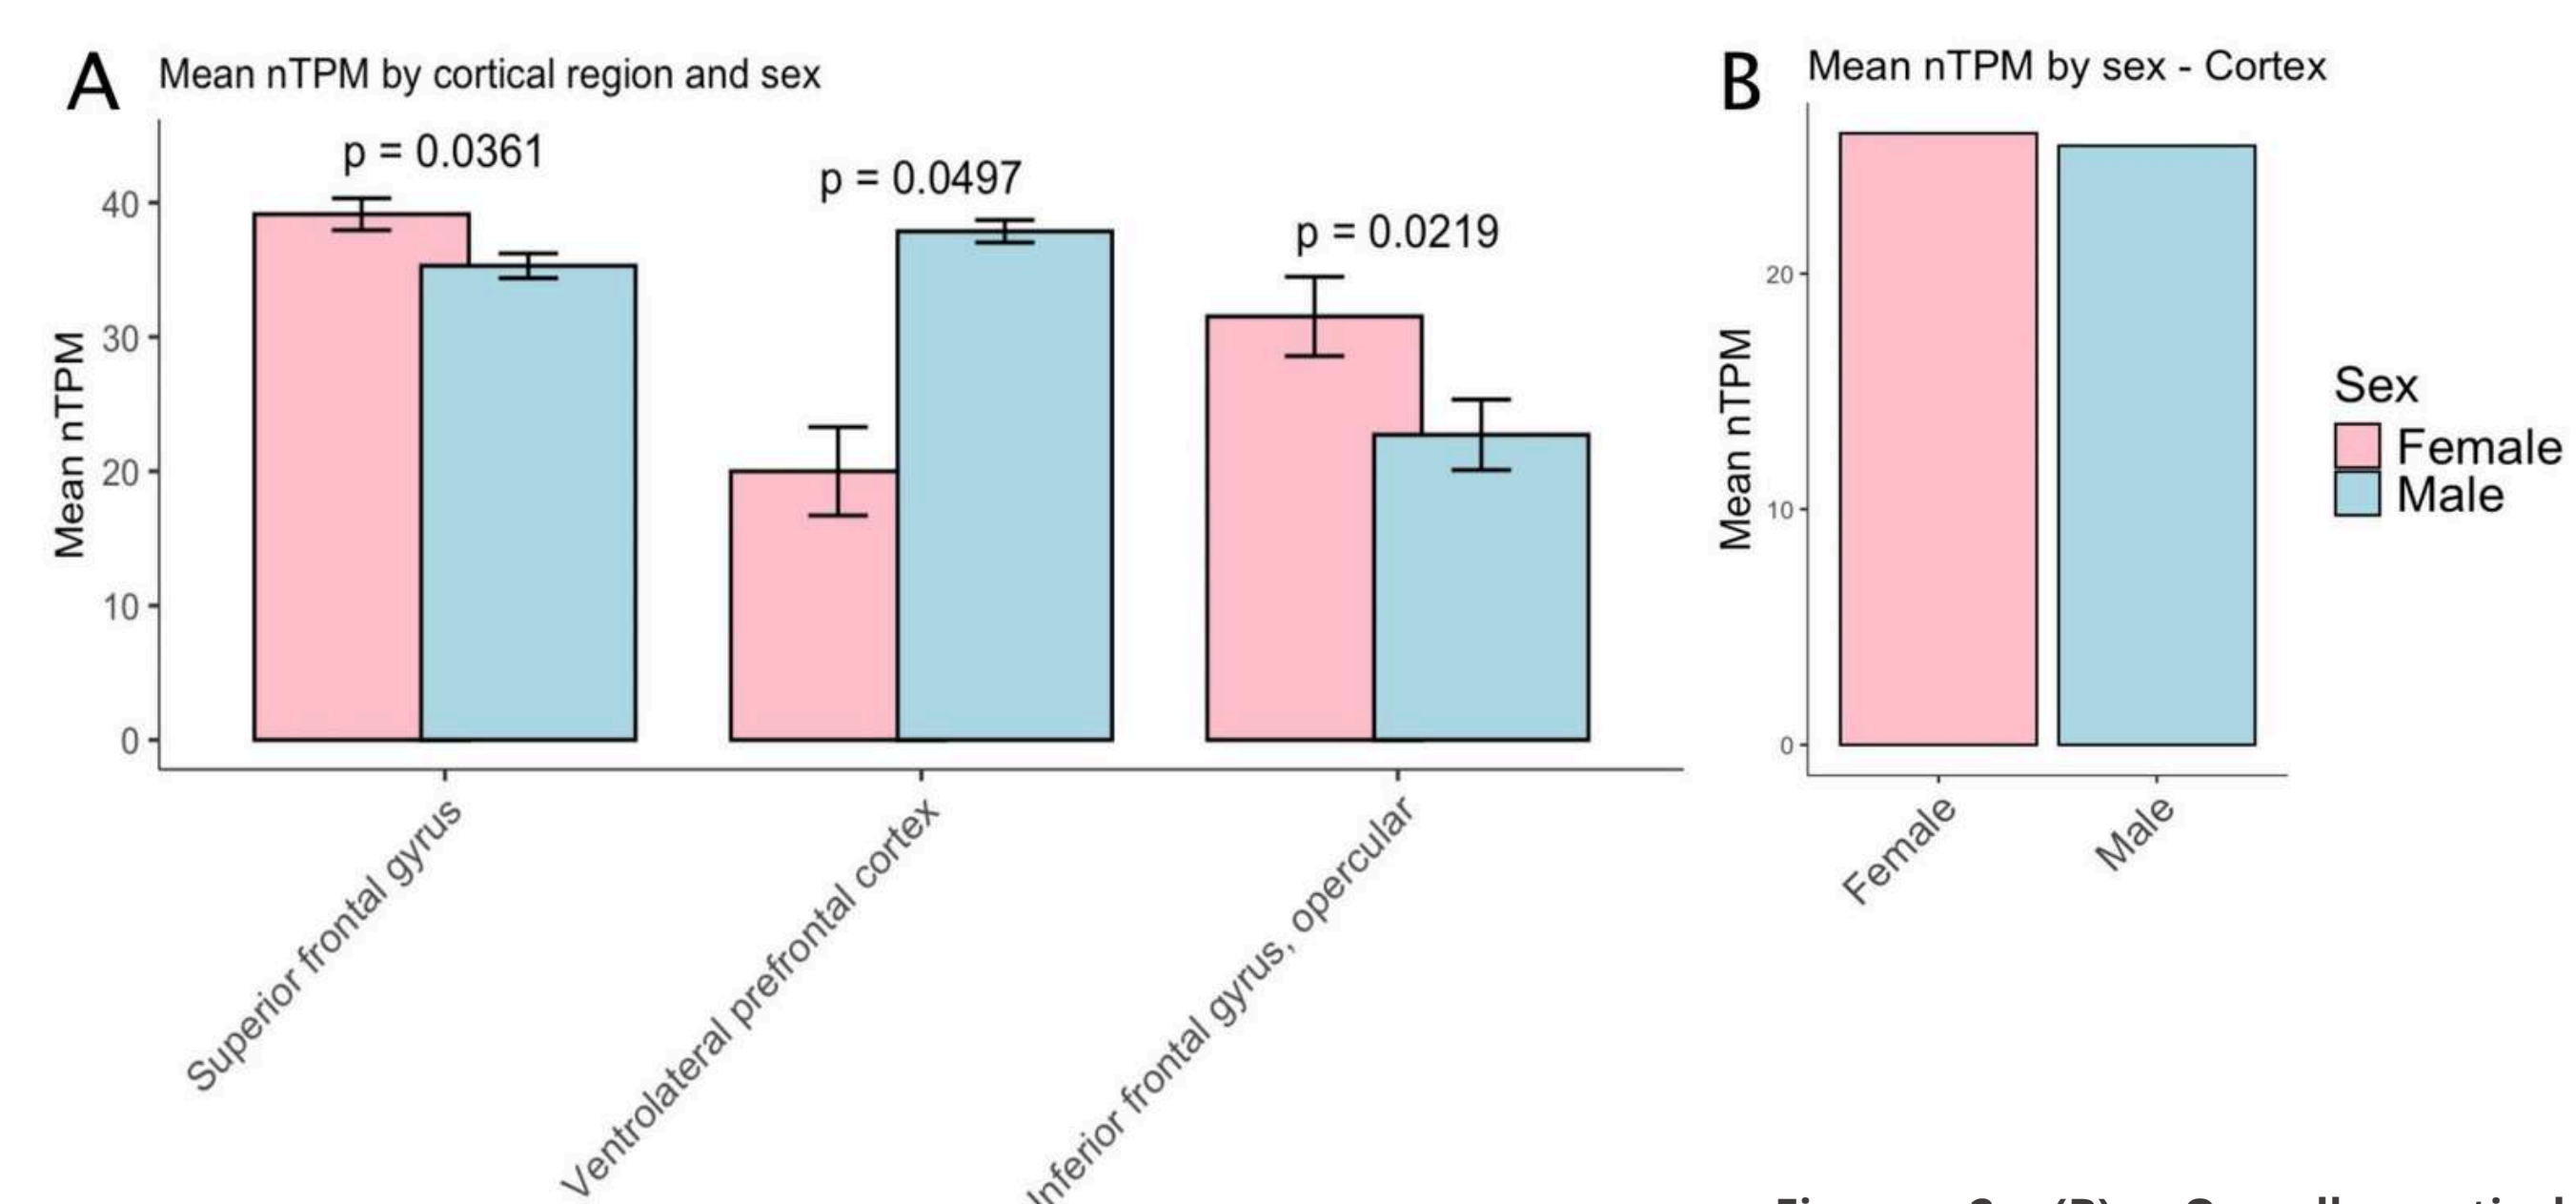 A Mean nTPM by cortical region and sex
p = 0.0361
p = 0.0497
p = 0.0219
Mean nTPM
40
30
20
10
0
Superior frontal gyrus
Ventrolateral prefrontal cortex
Inferior frontal gyrus, opercular
B Mean nTPM by sex - Cortex
Mean nTPM
20
10
0
Female
Male
Sex
Female
Male